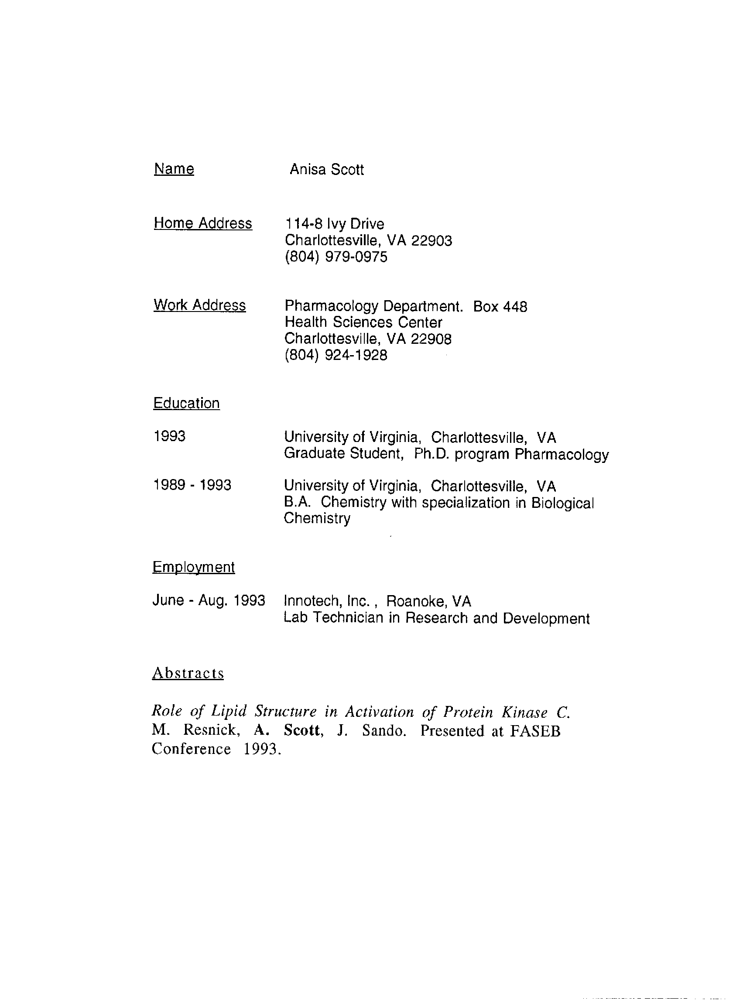 Name Anisa Scott
Home Address 114-8 Ivy Drive
Charlottesville, VA 22903
(804) 979-0975
Work Address Pharmacology Department. Box 448
Health Sciences Center
Charlottesville, VA 22908
(804) 924-1928
Education
1993 University of Virginia, Charlottesville, VA
Graduate Student, Ph.D. program Pharmacology
1989 - 1993 University of Virginia, Charlottesville, VA
B.A. Chemistry with specialization in Biological
Chemistry
Employment
June - Aug. 1993 Innotech, Inc. , Roanoke, VA
Lab Technician in Research and Development
Abstracts
Role of Lipid Structure in Activation of Protein Kinase C.
M. Resnick, A. Scott, J. Sando. Presented at FASEB
Conference 1993.